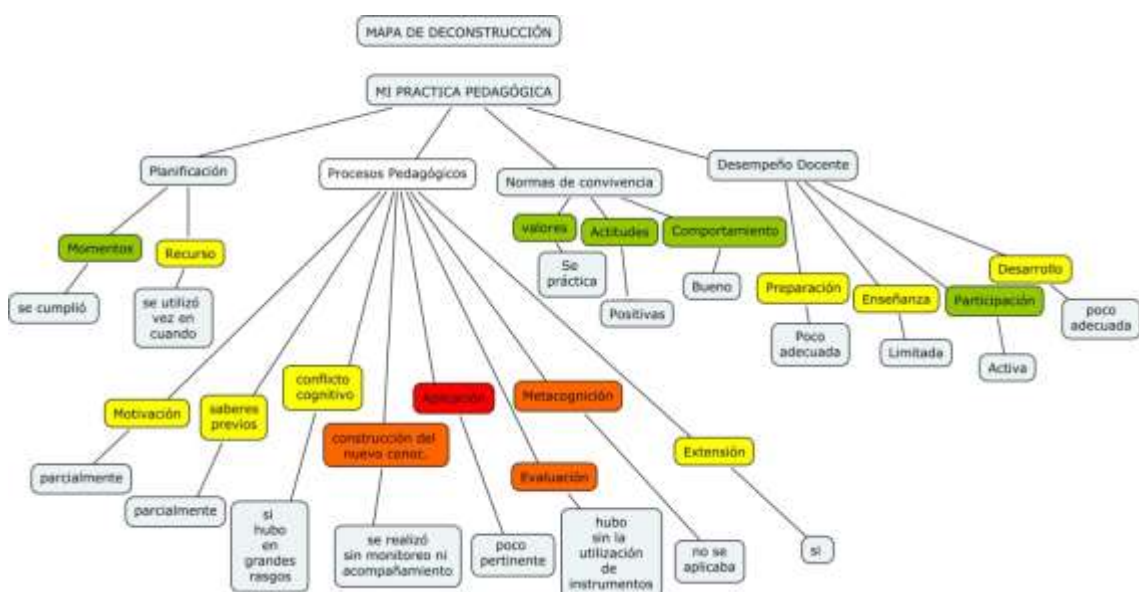 MAPA DE DECONSTRUCCIÓN
MI PRACTICA PEDAGÓGICA
Planificación
Procesos Pedagógicos
Normas de convivencia
Desempeño Docente
Momentos
Recurso
se cumplió
se utilizó
vez en
cuando
valores
Actitudes
Comportamiento
Se
práctica
Positivas
Bueno
Preparación
Enseñanza
Participación
Desarrollo
Poco
adecuada
Limitada
Activa
poco
adecuada
Motivación
saberes
previos
conflicto
cognitivo
construcción del
nuevo conoc.
Aplicación
Evaluación
Metacognición
Extensión
parcialmente
parcialmente
si
hubo
en
grandes
rasgos
se realizó
sin monitoreo ni
acompañamiento
poco
pertinente
hubo
sin la
utilización
de
instrumentos
no se
aplicaba
si